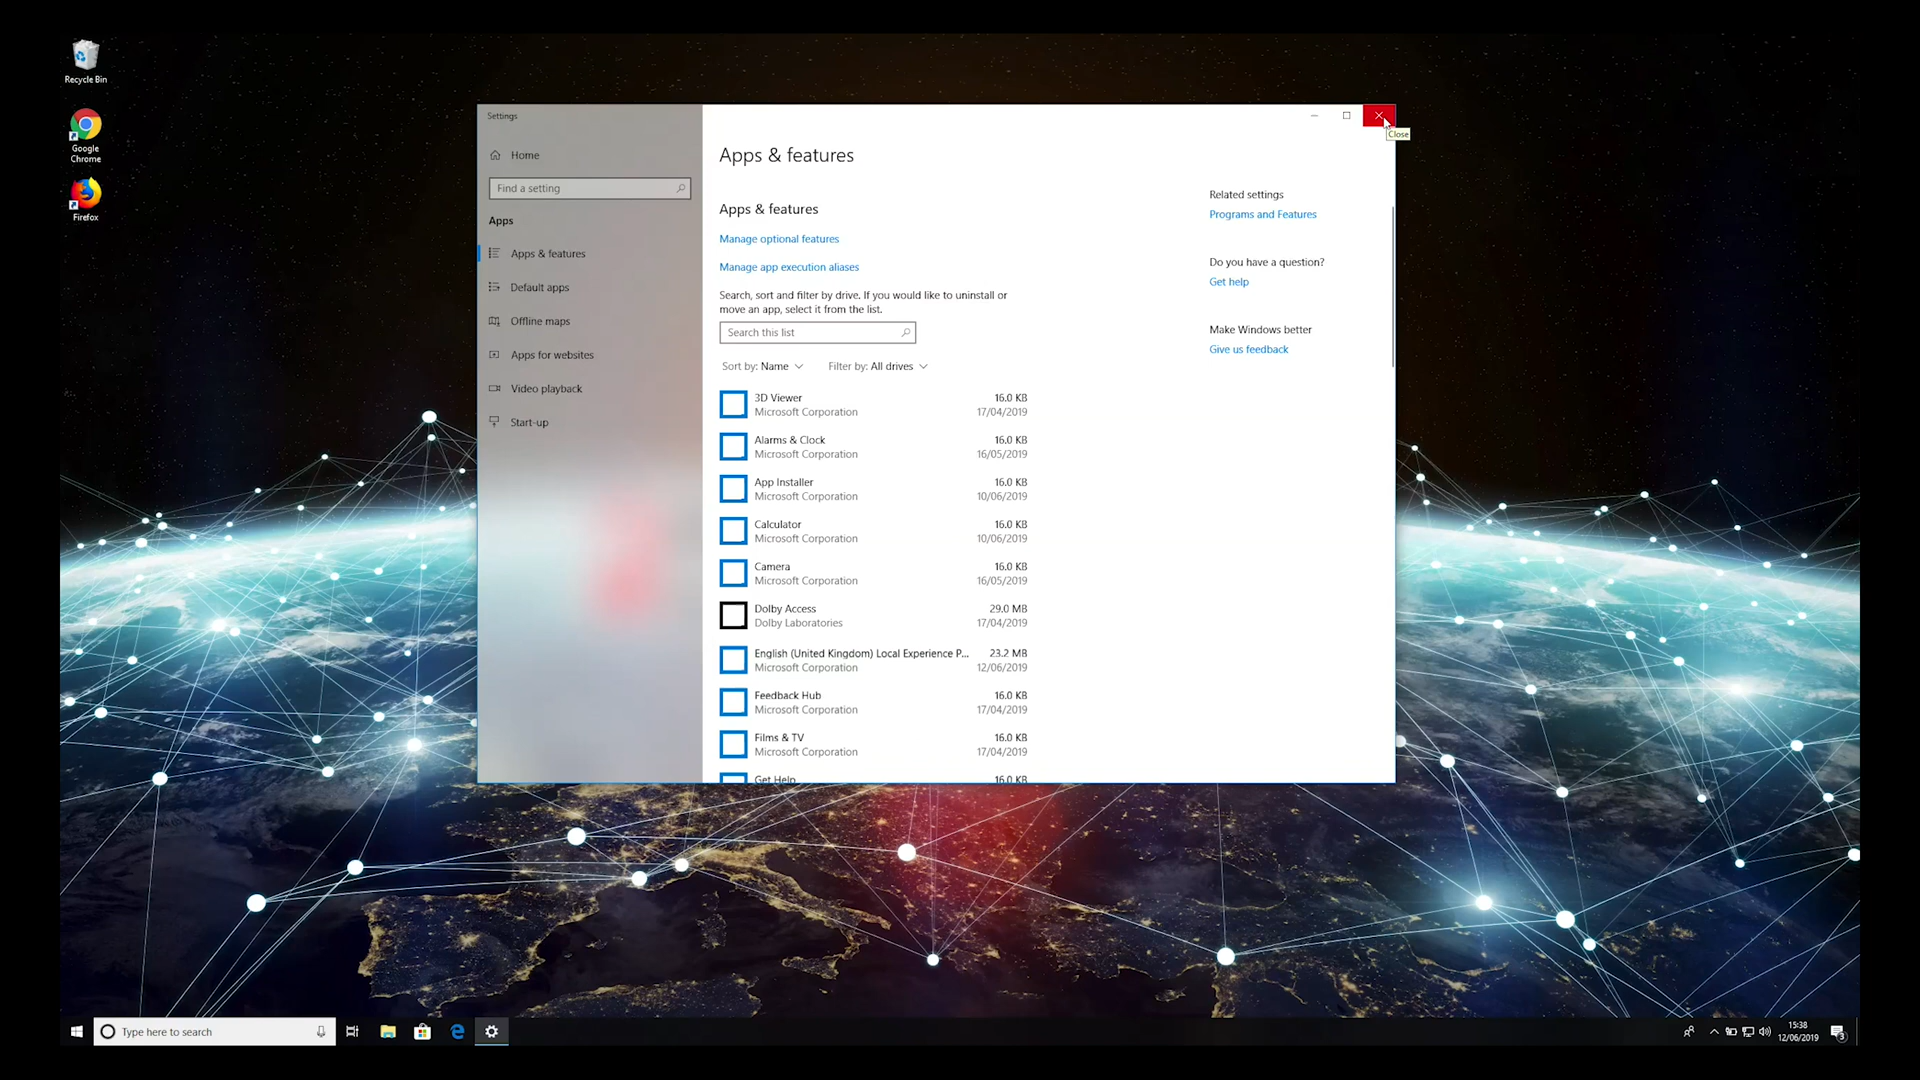 Recycle Bin
Google
Chrome
Firefox
Settings
Home
Find a setting
Apps
Apps & features
Default apps
Offline maps
Apps for websites
Video playback
Start-up
Close
Apps & features
Apps & features
Manage optional features
Manage app execution aliases
Search, sort and filter by drive. If you would like to uninstall or
move an app, select it from the list.
Search this list
Sort by: Name
Filter by: All drives
3D Viewer 16.0 KB
Microsoft Corporation 17/04/2019
Alarms & Clock 16.0 KB
Microsoft Corporation 16/05/2019
App Installer 16.0 KB
Microsoft Corporation 10/06/2019
Calculator 16.0 KB
Microsoft Corporation 10/06/2019
Camera 16.0 KB
Microsoft Corporation 16/05/2019
Dolby Access 29.0 MB
Dolby Laboratories 17/04/2019
English (United Kingdom) Local Experience P... 23.2 MB
Microsoft Corporation 12/06/2019
Feedback Hub 16.0 KB
Microsoft Corporation 17/04/2019
Films & TV 16.0 KB
Microsoft Corporation 17/04/2019
Get Help 16.0 KB
Related settings
Programs and Features
Do you have a question?
Get help
Make Windows better
Give us feedback
Type here to search
15:38
12/06/2019
3